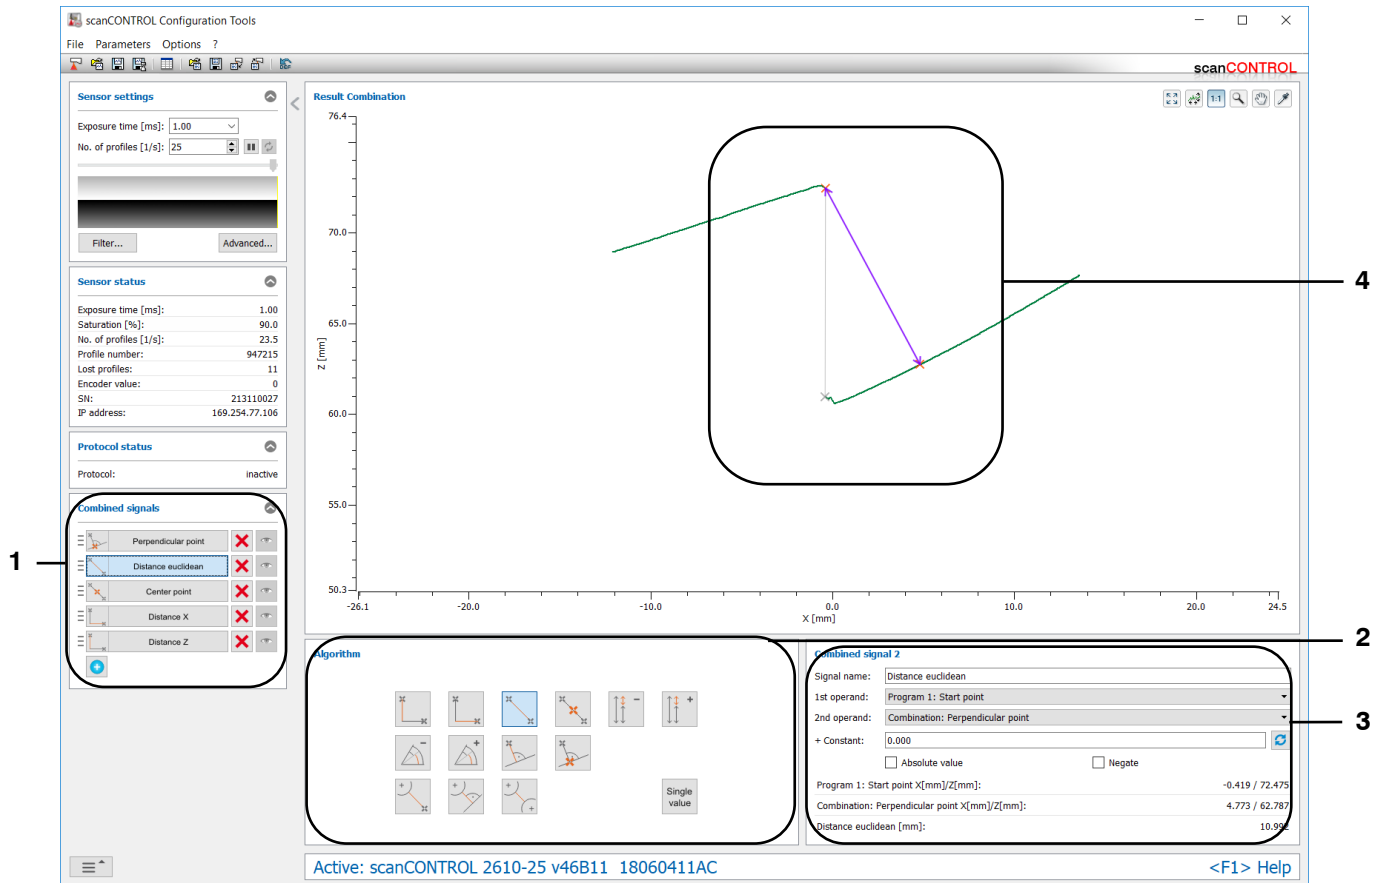 scanCONTROL Configuration Tools
File Parameters Options ?
scanCONTROL
Sensor settings
Exposure time [ms]: 1.00
No. of profiles [1/s]: 25
Filter...
Advanced...
Sensor status
Exposure time [ms]: 1.00
Saturation [%]: 90.0
No. of profiles [1/s]: 23.5
Profile number: 947215
Lost profiles: 11
Encoder value: 0
SN: 213110027
IP address: 169.254.77.106
Protocol status
Protocol: inactive
Combined signals
Perpendicular point
Distance euclidean
Center point
Distance X
Distance Z
1
Result Combination
1:1
76.4
70.0
65.0
60.0
55.0
50.3
Z [mm]
-26.1
-20.0
-10.0
0.0
10.0
20.0
24.5
X [mm]
4
Algorithm
Single
value
2
Combined signal 2
Signal name: Distance euclidean
1st operand: Program 1: Start point
2nd operand: Combination: Perpendicular point
+ Constant: 0.000
Absolute value
Negate
Program 1: Start point X[mm]/Z[mm]: -0.419 / 72.475
Combination: Perpendicular point X[mm]/Z[mm]: 4.773 / 62.787
Distance euclidean [mm]: 10.992
3
Active: scanCONTROL 2610-25 v46B11 18060411AC
<F1> Help